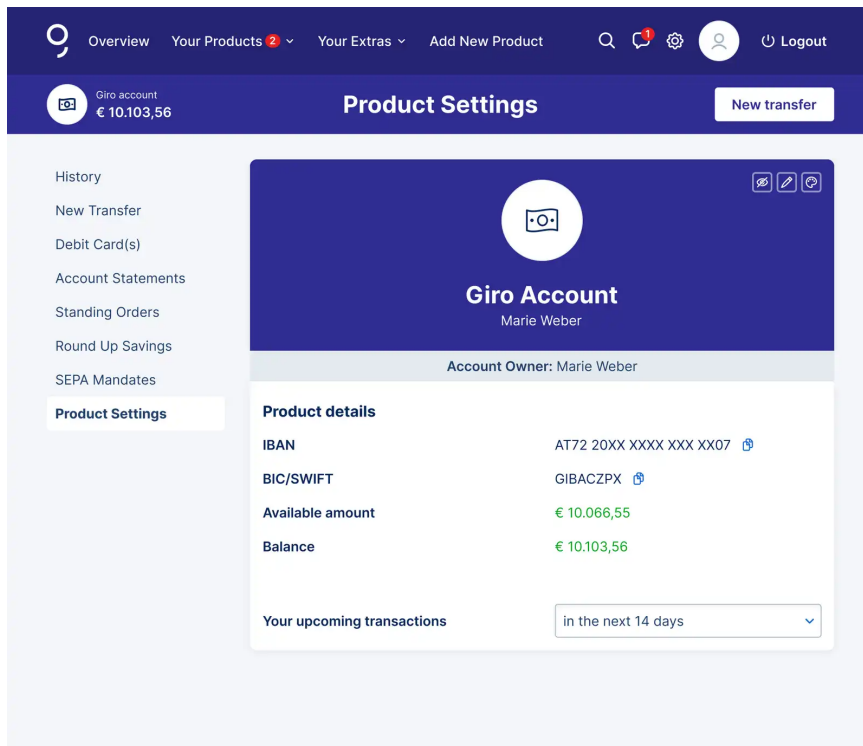 Overview Your Products 2 Your Extras Add New Product 1 Logout
Giro account
€ 10.103,56
Product Settings
New transfer
History
New Transfer
Debit Card(s)
Account Statements
Standing Orders
Round Up Savings
SEPA Mandates
Product Settings
Giro Account
Marie Weber
Account Owner: Marie Weber
Product details
IBAN AT72 20XX XXXX XXX XX07
BIC/SWIFT GIBACZPX
Available amount € 10.066,55
Balance € 10.103,56
Your upcoming transactions in the next 14 days